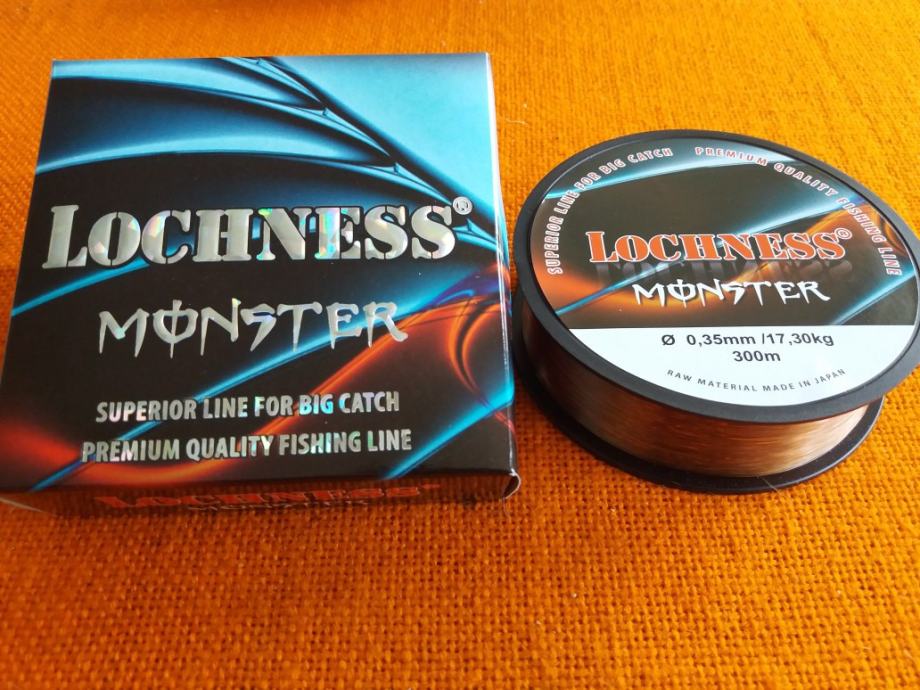 LOCHNESS®
MONSTER
SUPERIOR LINE FOR BIG CATCH
PREMIUM QUALITY FISHING LINE
LOCHNESS
MONSTER
SUPERIOR LINE FOR BIG CATCH PREMIUM QUALITY FISHING LINE
LOCHNESS®
MONSTER
Ø 0,35mm /17,30kg
300m
RAW MATERIAL MADE IN JAPAN